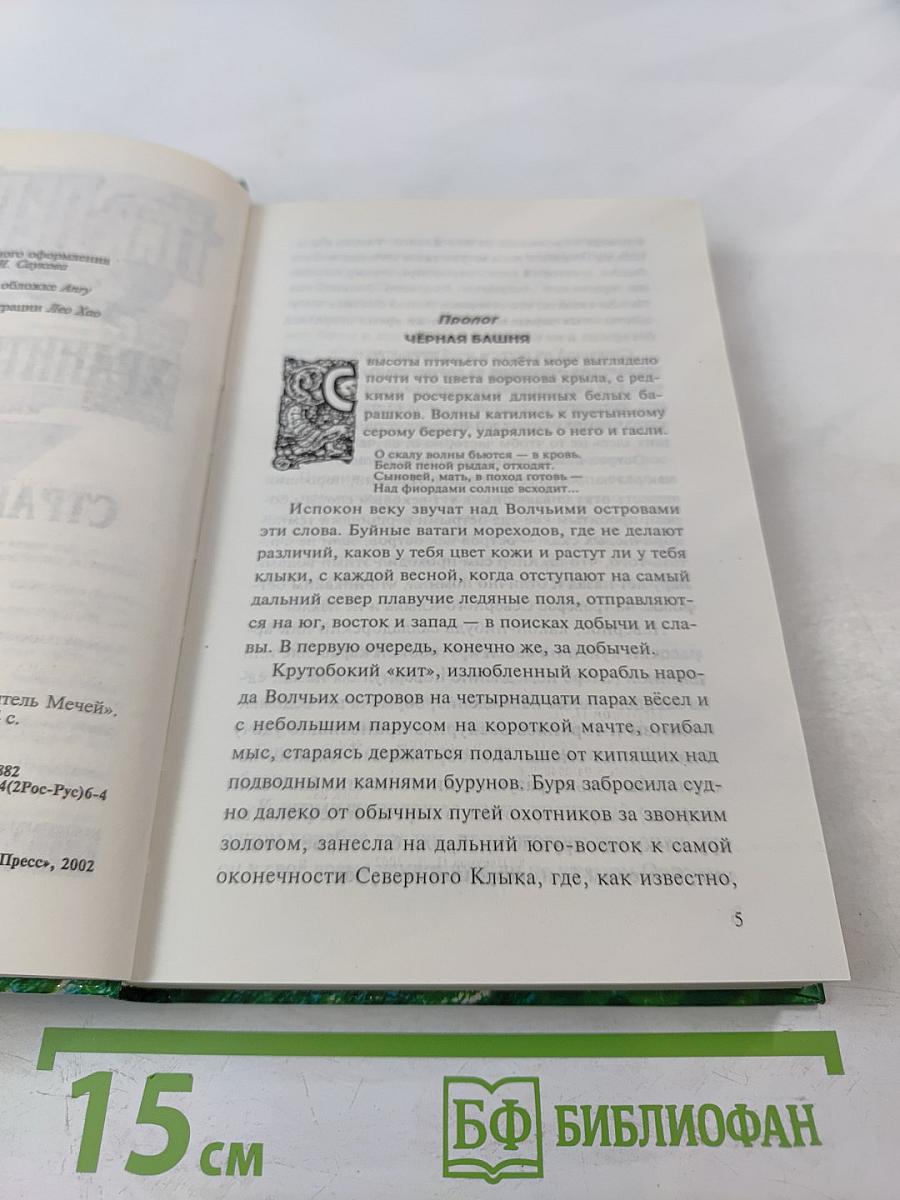 ного оформления
И. Саукова
обложке Anry
рации Лео Хао
СТРАН
тель Мечей».
с.
882
4(2Рос-Рус)6-4
Пресс», 2002
Пролог
ЧЁРНАЯ БАШНЯ
С высоты птичьего полёта море выглядело
почти что цвета воронова крыла, с ред-
кими росчерками длинных белых ба-
рашков. Волны катились к пустынному
серому берегу, ударялись о него и гасли.
О скалу волны бьются — в кровь.
Белой пеной рыдая, отходят.
Сыновей, мать, в поход готовь —
Над фиордами солнце всходит...
Испокон веку звучат над Волчьими островами
эти слова. Буйные ватаги мореходов, где не делают
различий, каков у тебя цвет кожи и растут ли у тебя
клыки, с каждой весной, когда отступают на самый
дальний север плавучие ледяные поля, отправляют-
ся на юг, восток и запад — в поисках добычи и сла-
вы. В первую очередь, конечно же, за добычей.
Крутобокий «кит», излюбленный корабль наро-
да Волчьих островов на четырнадцати парах вёсел и
с небольшим парусом на короткой мачте, огибал
мыс, стараясь держаться подальше от кипящих над
подводными камнями бурунов. Буря забросила суд-
но далеко от обычных путей охотников за звонким
золотом, занесла на дальний юго-восток к самой
оконечности Северного Клыка, где, как известно,
5
15 см
БФ БИБЛИОФАН